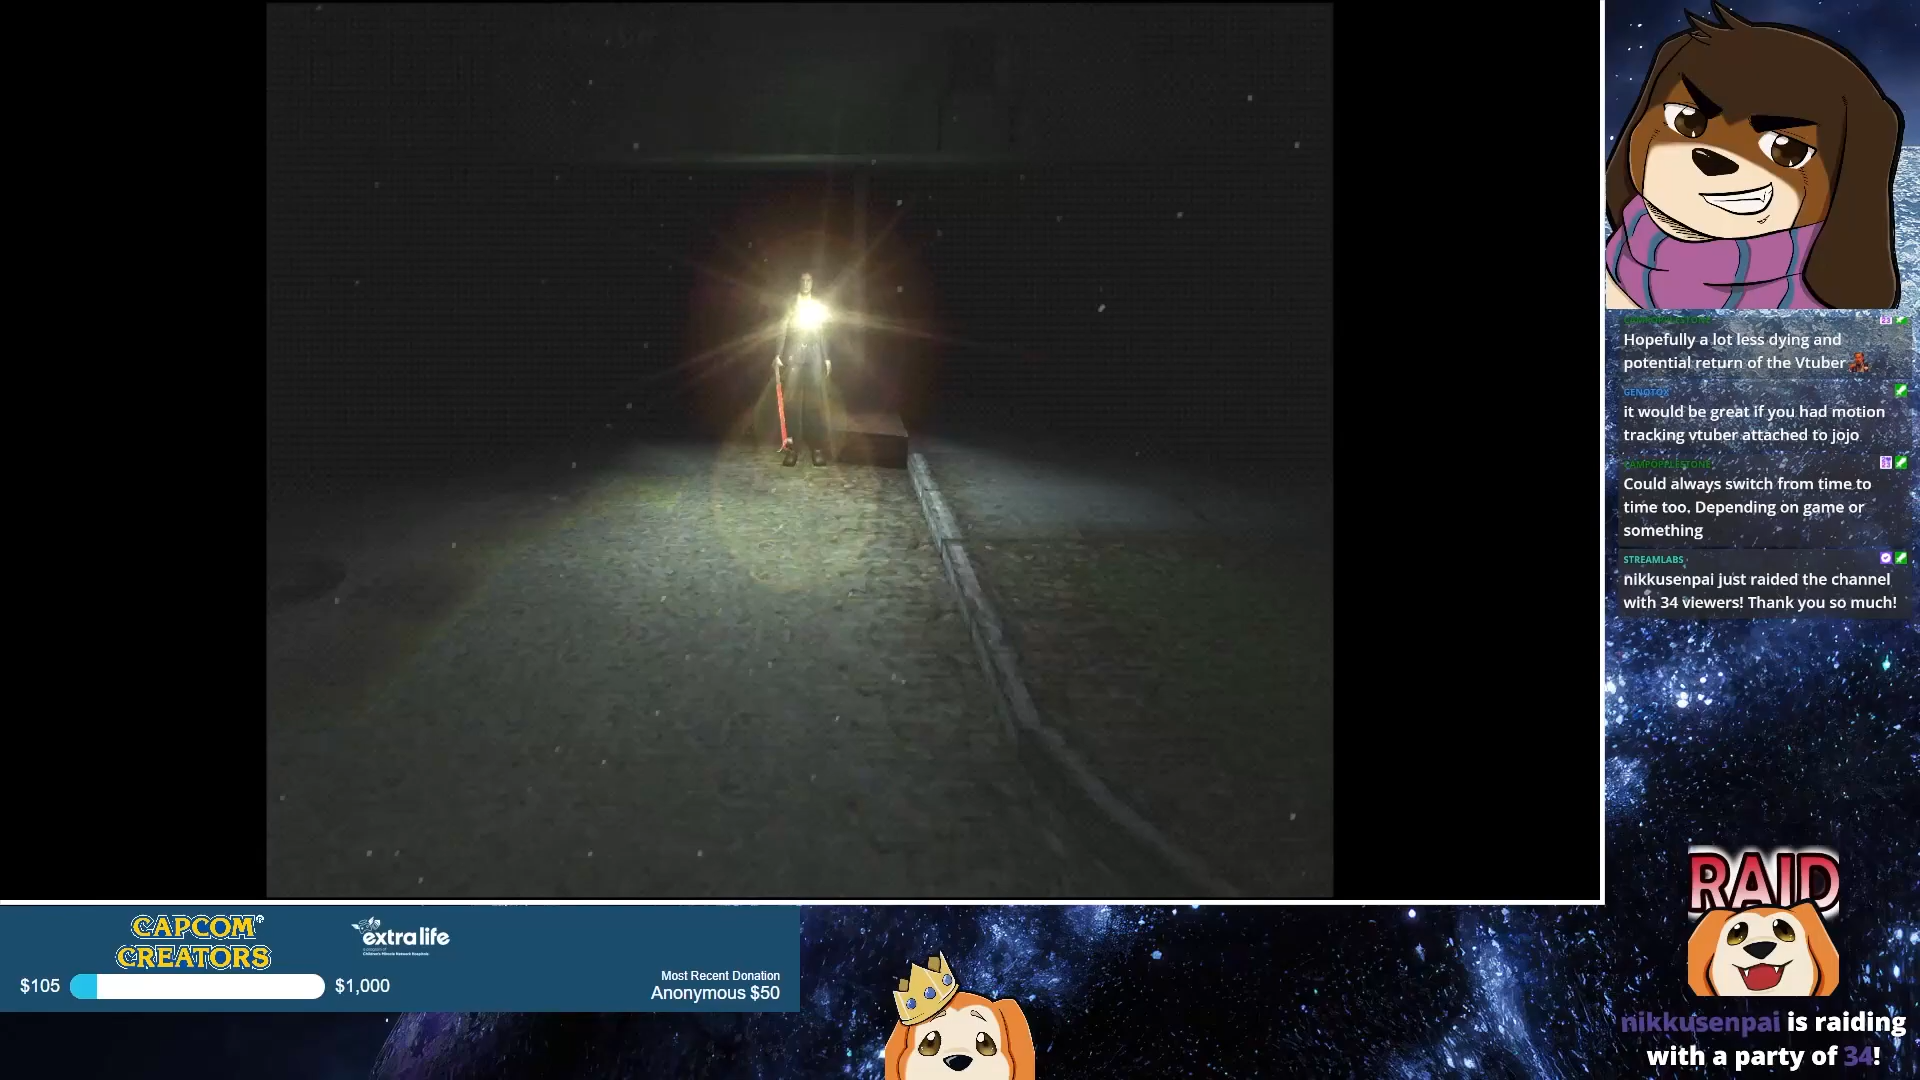 Hopefully a lot less dying and
potential return of the Vtuber
GENOTOX
it would be great if you had motion
tracking vtuber attached to jojo
CAMPOPPLESTONE
Could always switch from time to
time too. Depending on game or
something
STREAMLABS
nikkusenpai just raided the channel
with 34 viewers! Thank you so much!
RAID
nikkusenpai is raiding
with a party of 34!
CAPCOM®
CREATORS
extralife
$105
$1,000
Most Recent Donation
Anonymous $50